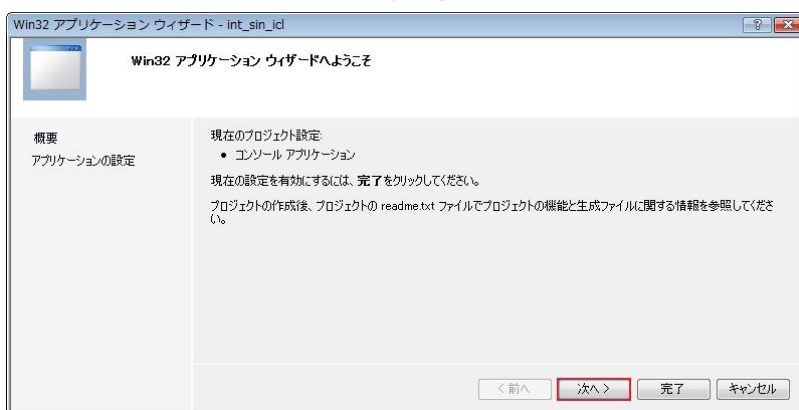 Win32 アプリケーション ウィザード - int_sin_icl
Win32 アプリケーション ウィザードへようこそ
概要
アプリケーションの設定
現在のプロジェクト設定:
• コンソール アプリケーション
現在の設定を有効にするには、完了をクリックしてください。
プロジェクトの作成後、プロジェクトの readme.txt ファイルでプロジェクトの機能と生成ファイルに関する情報を参照してくださ
い。
< 前へ
次へ >
完了
キャンセル